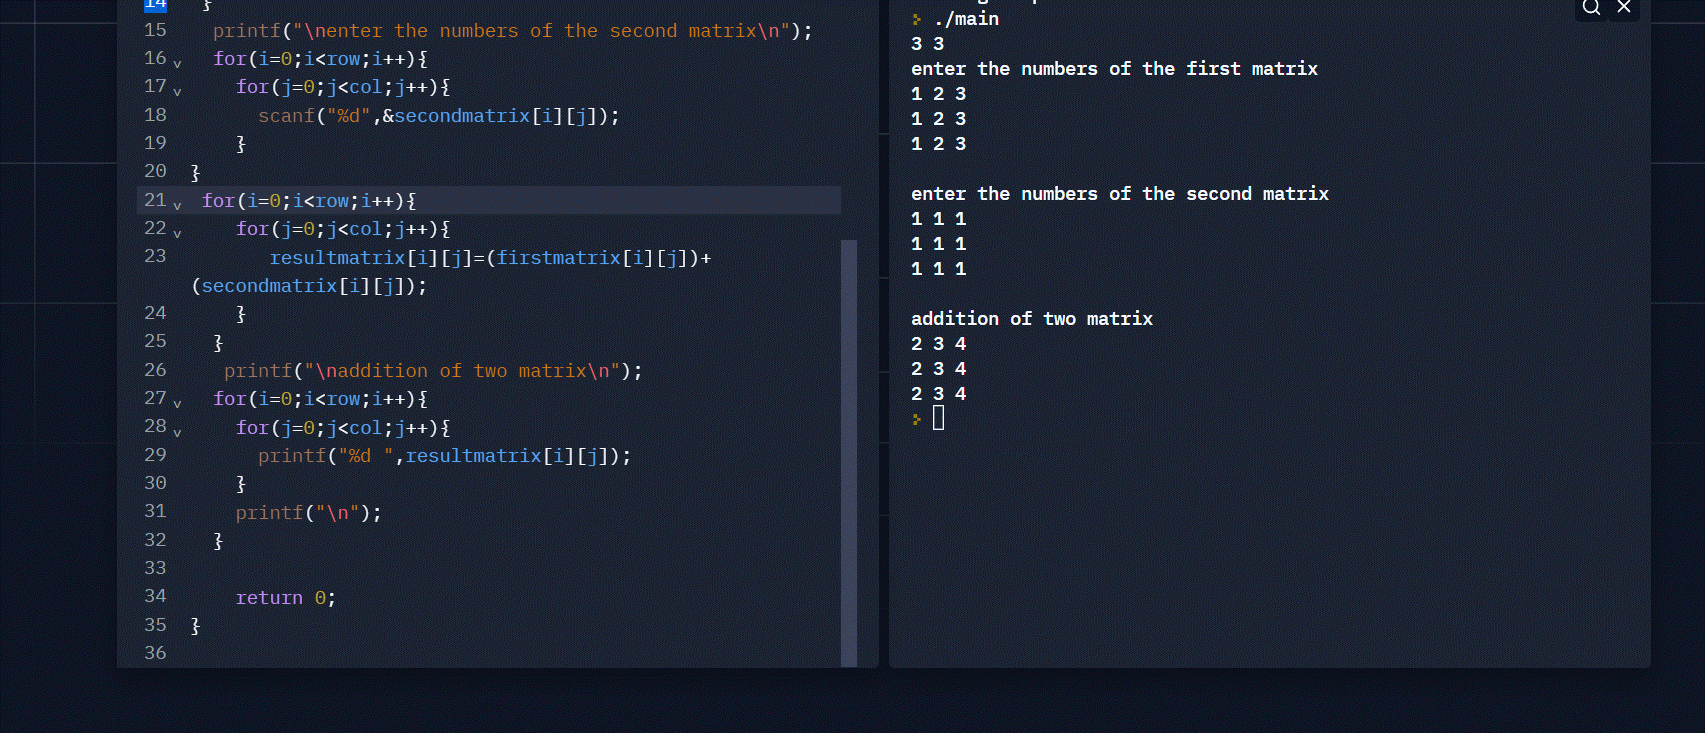 14 }
15 printf("\nenter the numbers of the second matrix\n");
16 for(i=0;i<row;i++){
17 for(j=0;j<col;j++){
18 scanf("%d",&secondmatrix[i][j]);
19 }
20 }
21 for(i=0;i<row;i++){
22 for(j=0;j<col;j++){
23 resultmatrix[i][j]=(firstmatrix[i][j])+
(secondmatrix[i][j]);
24 }
25 }
26 printf("\naddition of two matrix\n");
27 for(i=0;i<row;i++){
28 for(j=0;j<col;j++){
29 printf("%d ",resultmatrix[i][j]);
30 }
31 printf("\n");
32 }
33
34 return 0;
35 }
36
./main
3 3
enter the numbers of the first matrix
1 2 3
1 2 3
1 2 3
enter the numbers of the second matrix
1 1 1
1 1 1
1 1 1
addition of two matrix
2 3 4
2 3 4
2 3 4